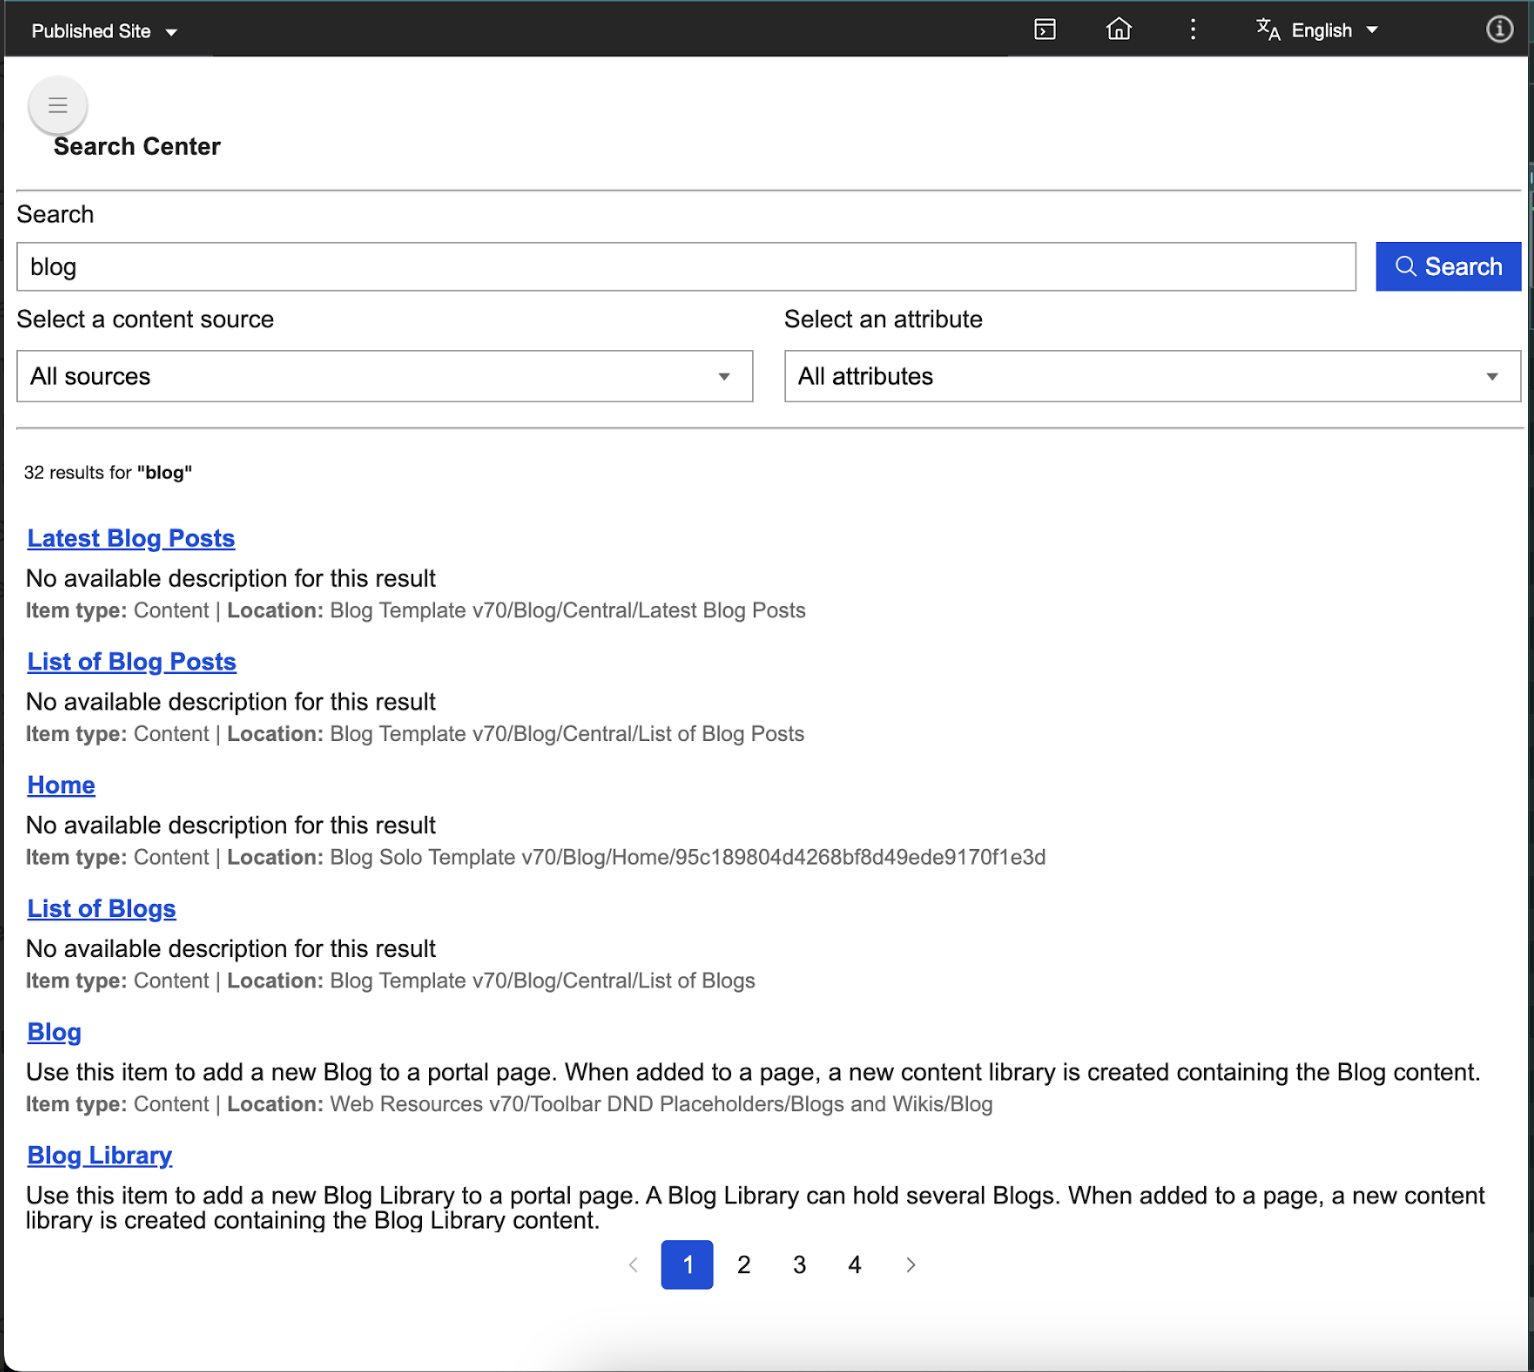 Published Site
English
Search Center
Search
blog
Search
Select a content source
Select an attribute
All sources
All attributes
32 results for "blog"
Latest Blog Posts
No available description for this result
Item type: Content | Location: Blog Template v70/Blog/Central/Latest Blog Posts
List of Blog Posts
No available description for this result
Item type: Content | Location: Blog Template v70/Blog/Central/List of Blog Posts
Home
No available description for this result
Item type: Content | Location: Blog Solo Template v70/Blog/Home/95c189804d4268bf8d49ede9170f1e3d
List of Blogs
No available description for this result
Item type: Content | Location: Blog Template v70/Blog/Central/List of Blogs
Blog
Use this item to add a new Blog to a portal page. When added to a page, a new content library is created containing the Blog content.
Item type: Content | Location: Web Resources v70/Toolbar DND Placeholders/Blogs and Wikis/Blog
Blog Library
Use this item to add a new Blog Library to a portal page. A Blog Library can hold several Blogs. When added to a page, a new content
library is created containing the Blog Library content.
1 2 3 4